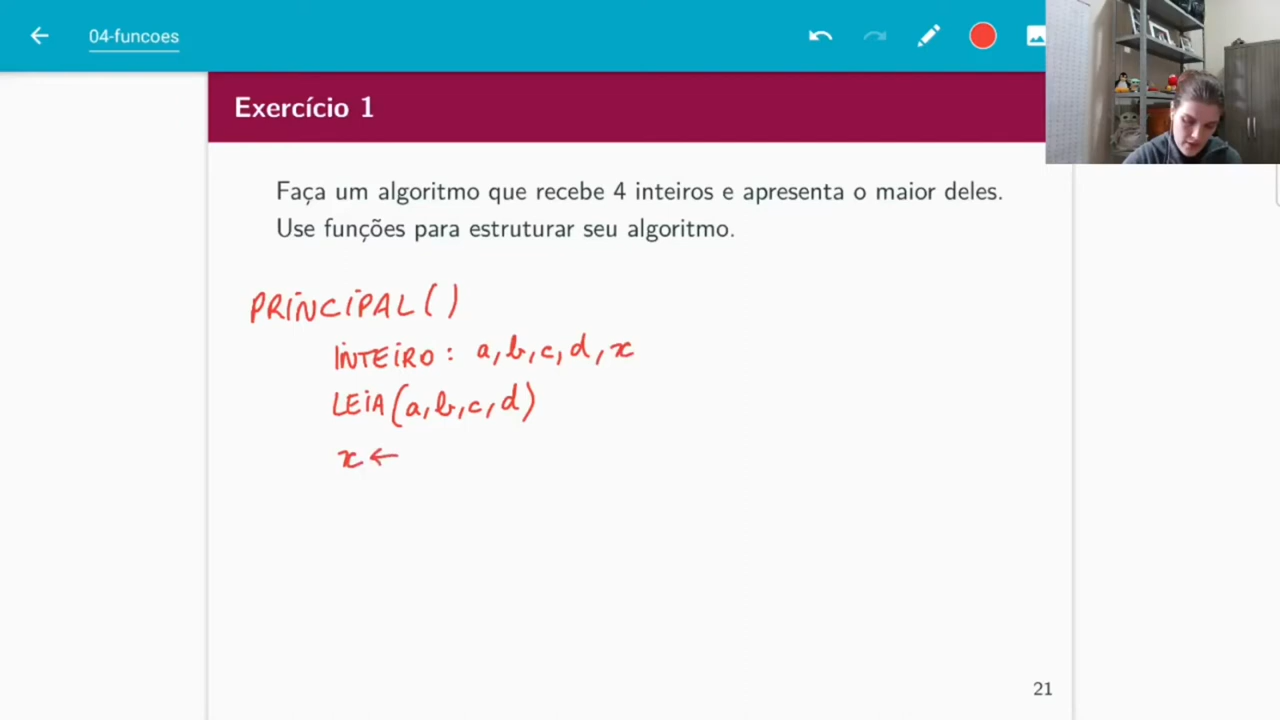 04-funcoes
Exercício 1
Faça um algoritmo que recebe 4 inteiros e apresenta o maior deles.
Use funções para estruturar seu algoritmo.
PRINCIPAL()
INTEIRO: a, b, c, d, x
LEIA(a, b, c, d)
x ←
21